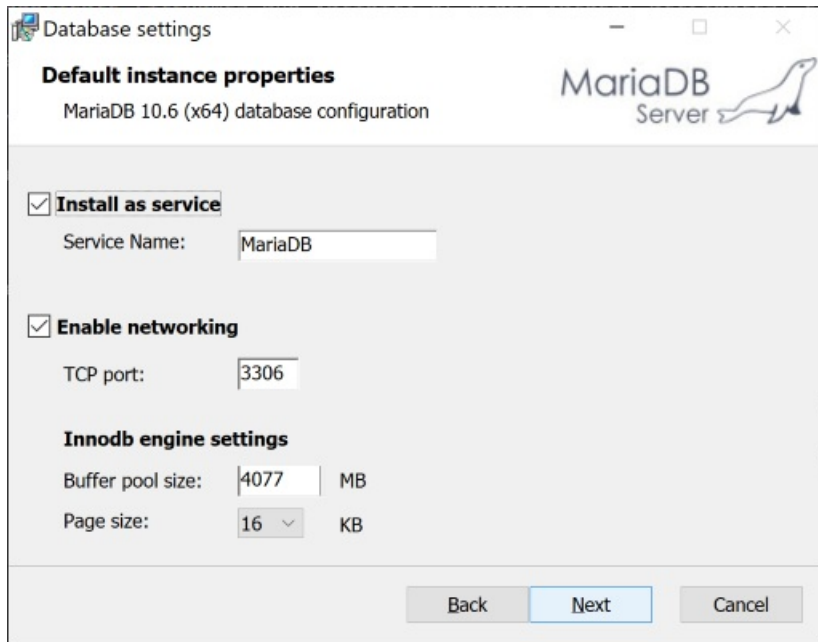 Database settings
Default instance properties
MariaDB 10.6 (x64) database configuration
MariaDB
Server
Install as service
Service Name: MariaDB
Enable networking
TCP port: 3306
Innodb engine settings
Buffer pool size: 4077 MB
Page size: 16 KB
Back Next Cancel